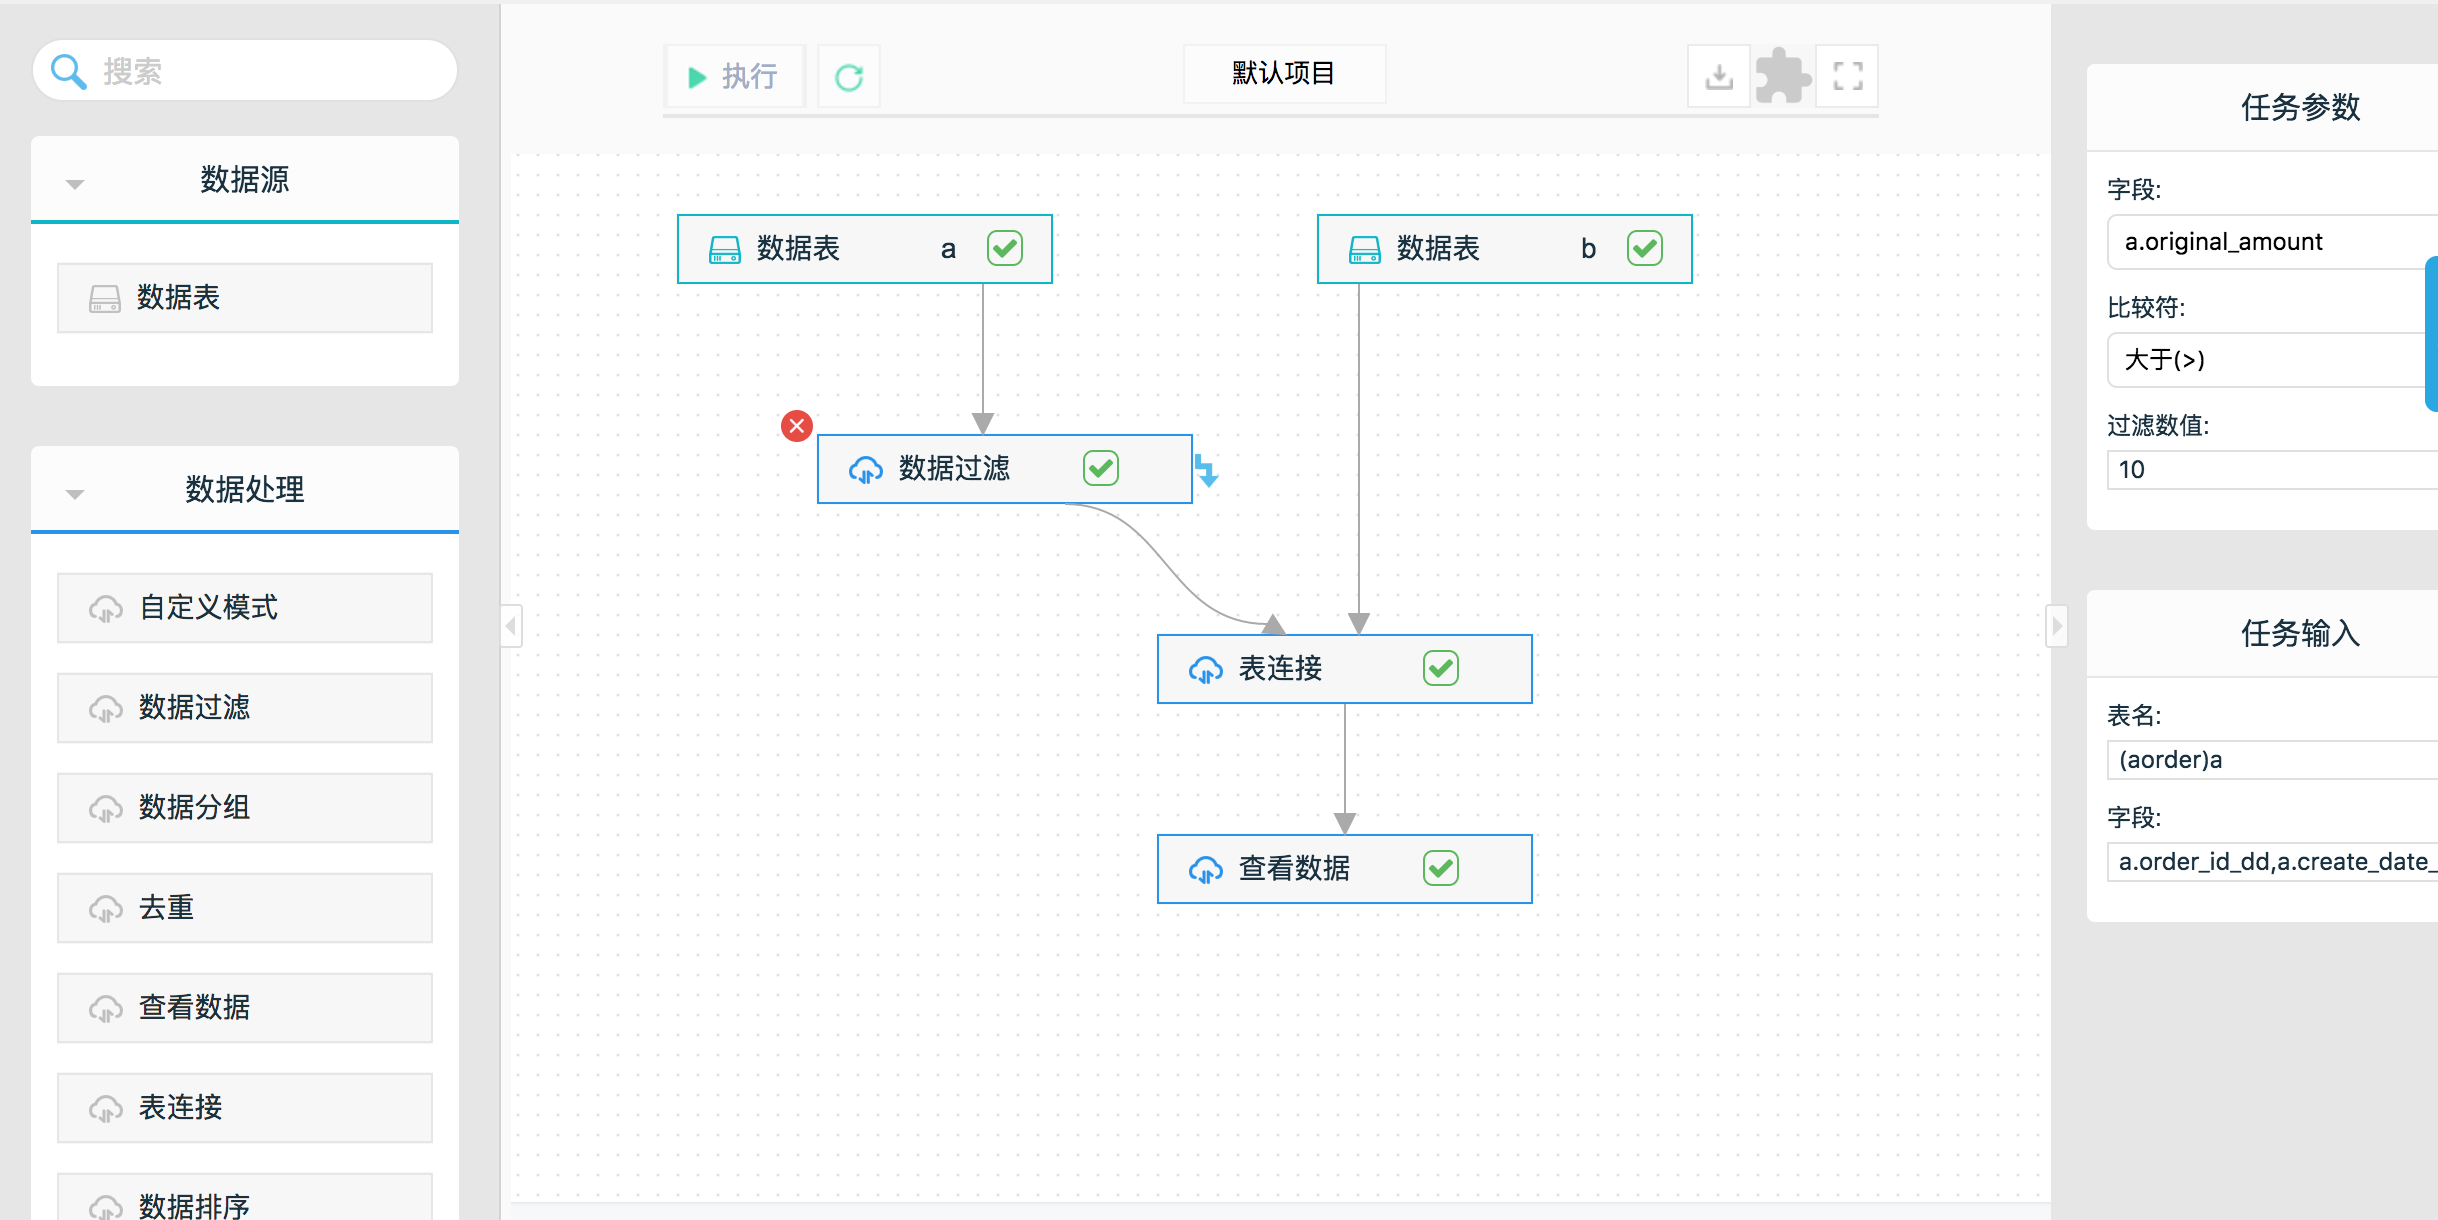 搜索
数据源
数据表
数据处理
自定义模式
数据过滤
数据分组
去重
查看数据
表连接
数据排序
执行
默认项目
数据表 a
数据表 b
数据过滤
表连接
查看数据
任务参数
字段:
a.original_amount
比较符:
大于(>)
过滤数值:
10
任务输入
表名:
(aorder)a
字段:
a.order_id_dd,a.create_date_